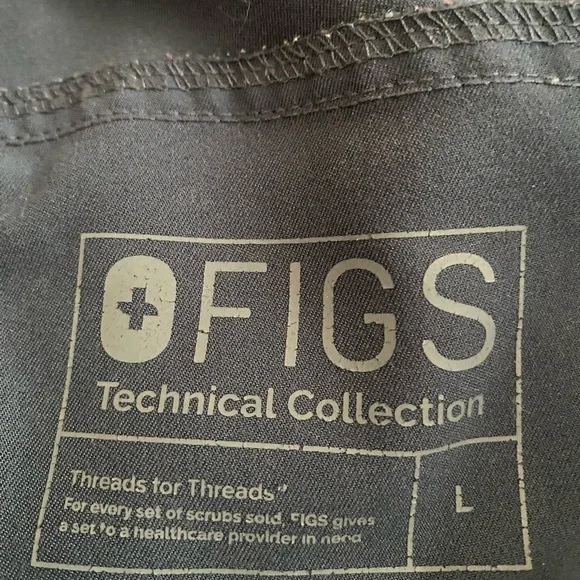 FIGS
Technical Collection
Threads for Threads™
For every set of scrubs sold, FIGS gives
a set to a healthcare provider in need
L